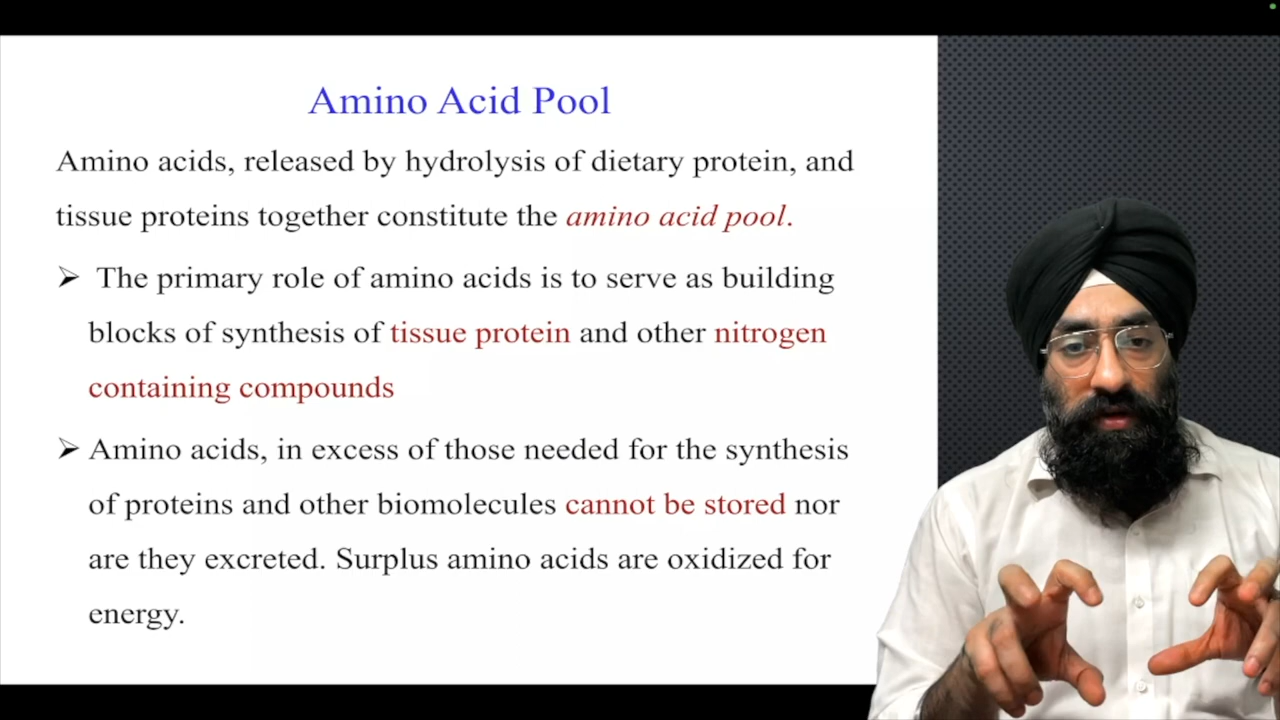 Amino Acid Pool
Amino acids, released by hydrolysis of dietary protein, and
tissue proteins together constitute the amino acid pool.
➢ The primary role of amino acids is to serve as building
blocks of synthesis of tissue protein and other nitrogen
containing compounds
➢ Amino acids, in excess of those needed for the synthesis
of proteins and other biomolecules cannot be stored nor
are they excreted. Surplus amino acids are oxidized for
energy.